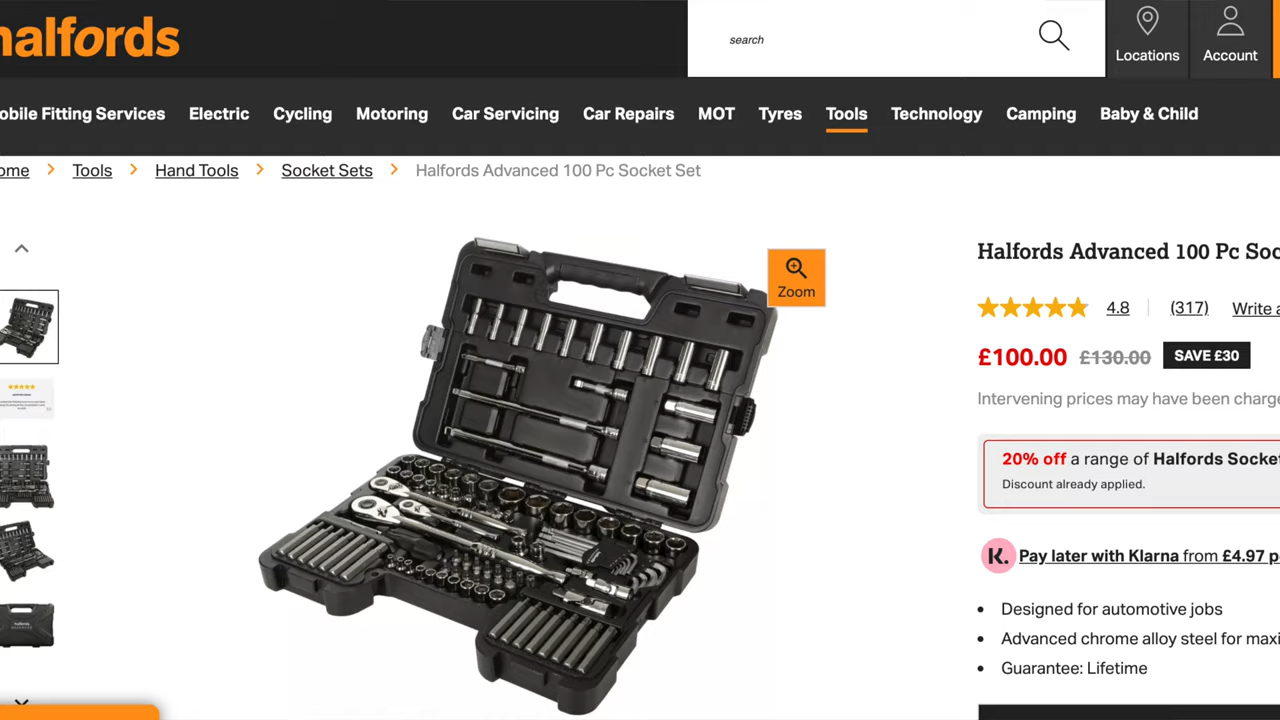 halfords
search
Locations
Account
obile Fitting Services
Electric
Cycling
Motoring
Car Servicing
Car Repairs
MOT
Tyres
Tools
Technology
Camping
Baby & Child
ome
Tools
Hand Tools
Socket Sets
Halfords Advanced 100 Pc Socket Set
Zoom
Halfords Advanced 100 Pc Soc
4.8
(317)
Write a
£100.00 £130.00 SAVE £30
Intervening prices may have been charge
20% off a range of Halfords Socket
Discount already applied.
K. Pay later with Klarna from £4.97 p
Designed for automotive jobs
Advanced chrome alloy steel for maxi
Guarantee: Lifetime